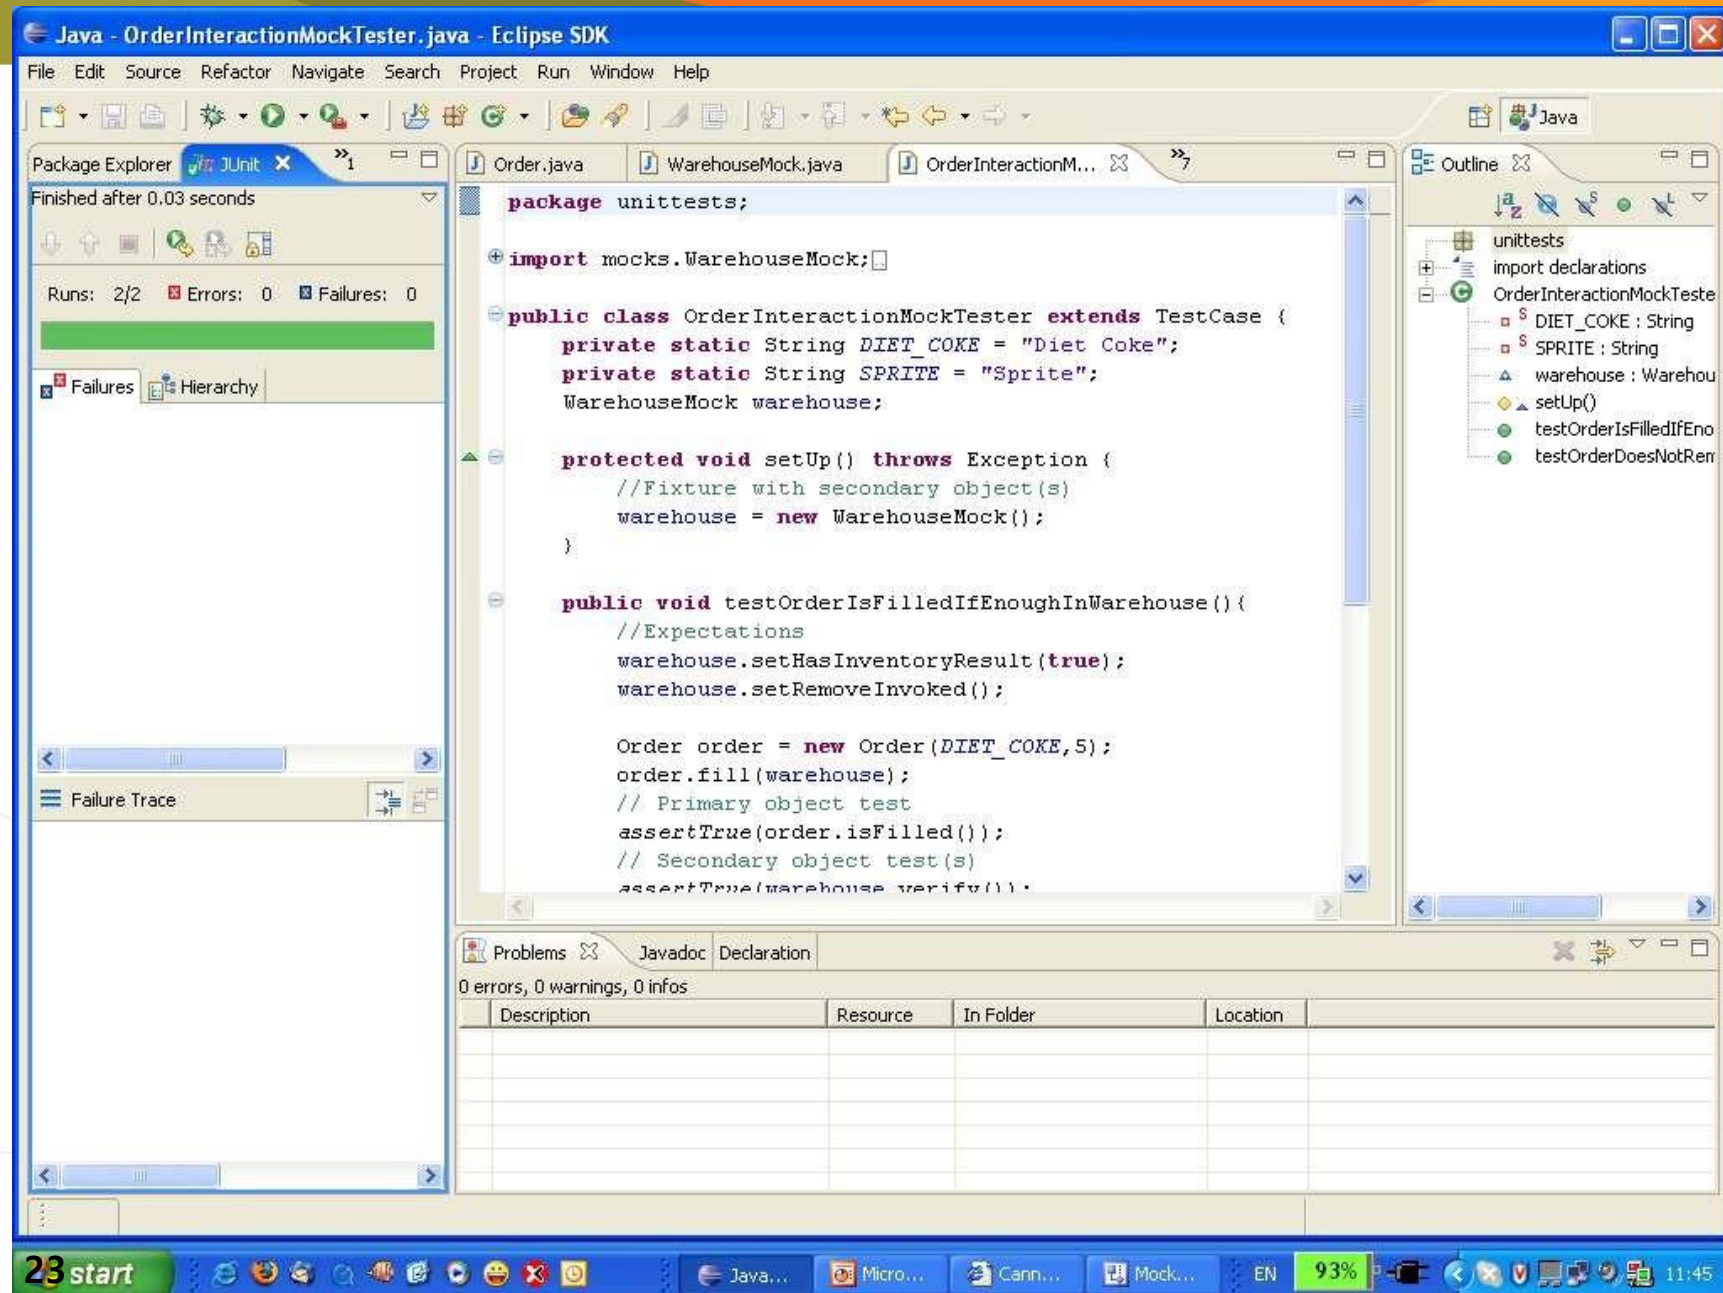 Java - OrderInteractionMockTester.java - Eclipse SDK
File Edit Source Refactor Navigate Search Project Run Window Help
Java
Package Explorer JUnit »1
Finished after 0.03 seconds
Runs: 2/2 Errors: 0 Failures: 0
Failures Hierarchy
Failure Trace
Order.java WarehouseMock.java OrderInteractionM... »7
package unittests;
import mocks.WarehouseMock;
public class OrderInteractionMockTester extends TestCase {
private static String DIET_COKE = "Diet Coke";
private static String SPRITE = "Sprite";
WarehouseMock warehouse;
protected void setUp() throws Exception {
//Fixture with secondary object(s)
warehouse = new WarehouseMock();
}
public void testOrderIsFilledIfEnoughInWarehouse(){
//Expectations
warehouse.setHasInventoryResult(true);
warehouse.setRemoveInvoked();
Order order = new Order(DIET_COKE,5);
order.fill(warehouse);
// Primary object test
assertTrue(order.isFilled());
// Secondary object test(s)
assertTrue(warehouse.verify());
Outline
unittests
import declarations
OrderInteractionMockTeste
S DIET_COKE : String
S SPRITE : String
warehouse : Warehou
setUp()
testOrderIsFilledIfEno
testOrderDoesNotRem
Problems Javadoc Declaration
0 errors, 0 warnings, 0 infos
Description Resource In Folder Location
23 start Java... Micro... Cann... Mock... EN 93% 11:45